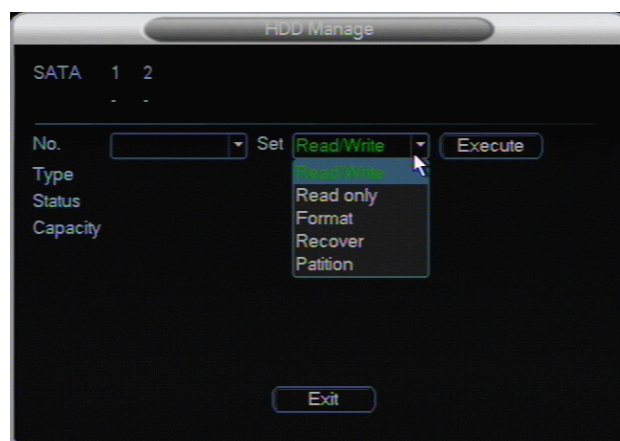 HDD Manage
SATA 1 2
- -
No. Set Read/Write Execute
Read/Write
Type
Read only
Status
Format
Capacity
Recover
Patition
Exit